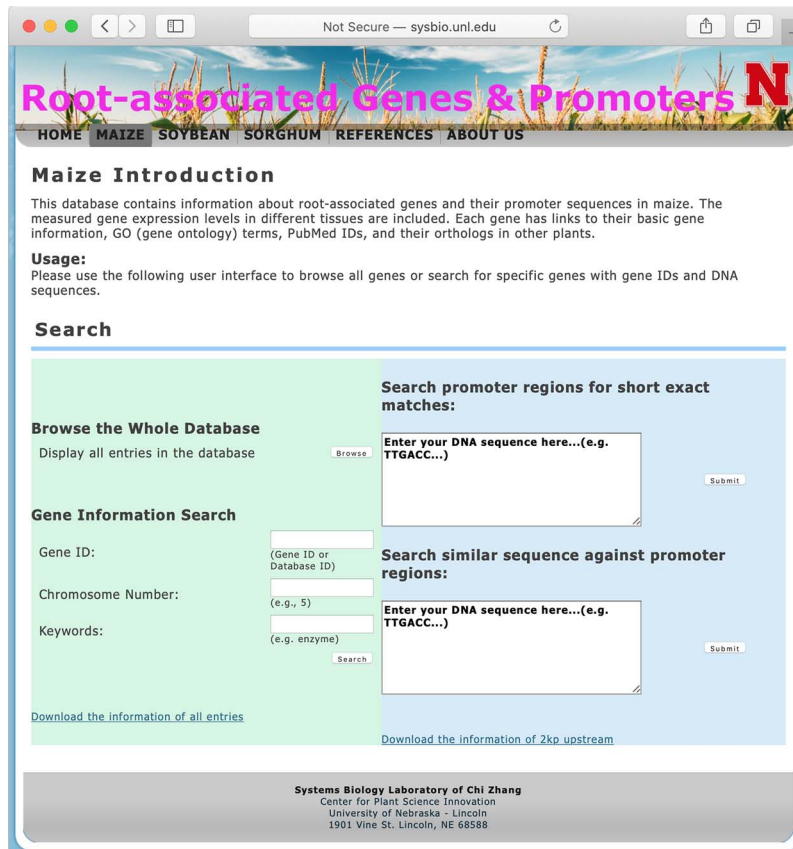 Not Secure — sysbio.unl.edu
Root-associated Genes & Promoters
N
HOME MAIZE SOYBEAN SORGHUM REFERENCES ABOUT US
Maize Introduction
This database contains information about root-associated genes and their promoter sequences in maize. The
measured gene expression levels in different tissues are included. Each gene has links to their basic gene
information, GO (gene ontology) terms, PubMed IDs, and their orthologs in other plants.
Usage:
Please use the following user interface to browse all genes or search for specific genes with gene IDs and DNA
sequences.
Search
Browse the Whole Database
Display all entries in the database
Browse
Gene Information Search
Gene ID:
(Gene ID or
Database ID)
Chromosome Number:
(e.g., 5)
Keywords:
(e.g. enzyme)
Search
Download the information of all entries
Search promoter regions for short exact
matches:
Enter your DNA sequence here...(e.g.
TTGACC...)
Submit
Search similar sequence against promoter
regions:
Enter your DNA sequence here...(e.g.
TTGACC...)
Submit
Download the information of 2kp upstream
Systems Biology Laboratory of Chi Zhang
Center for Plant Science Innovation
University of Nebraska - Lincoln
1901 Vine St. Lincoln, NE 68588